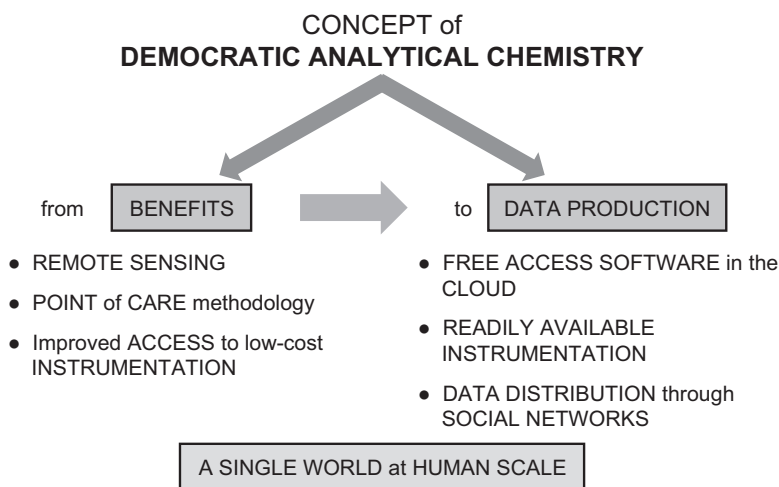 CONCEPT of
DEMOCRATIC ANALYTICAL CHEMISTRY
from BENEFITS
to DATA PRODUCTION
● REMOTE SENSING
● POINT of CARE methodology
● Improved ACCESS to low-cost
INSTRUMENTATION
● FREE ACCESS SOFTWARE in the
CLOUD
● READILY AVAILABLE
INSTRUMENTATION
● DATA DISTRIBUTION through
SOCIAL NETWORKS
A SINGLE WORLD at HUMAN SCALE